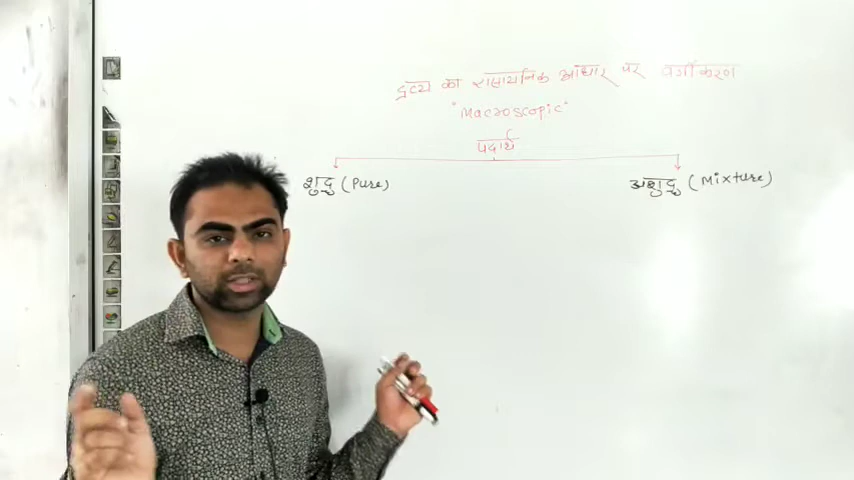 द्रव्य का रासायनिक आधार पर वर्गीकरण
"Macroscopic"
पदार्थ
शुद्ध (Pure)
अशुद्ध (Mixture)